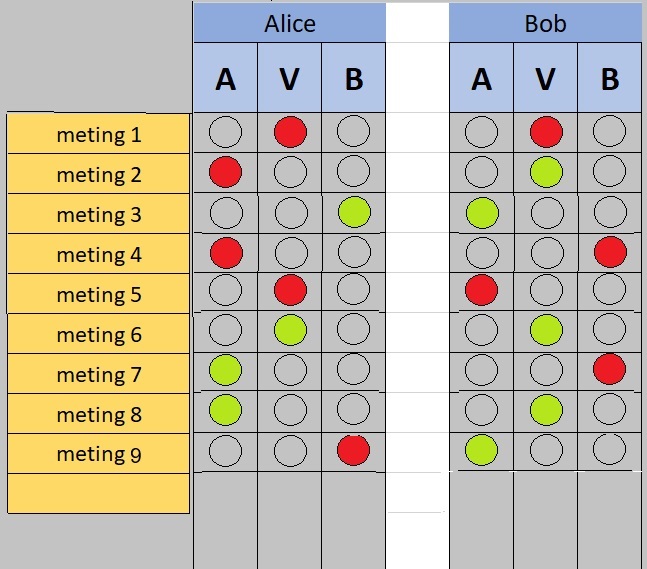 Alice Bob
A V B A V B
meting 1
meting 2
meting 3
meting 4
meting 5
meting 6
meting 7
meting 8
meting 9